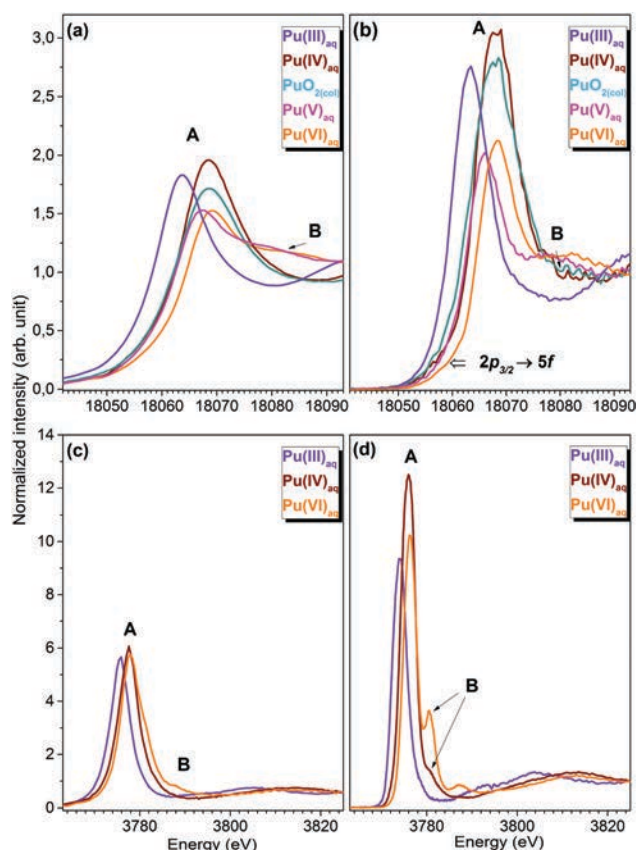 (a)
Pu(III)aq
Pu(IV)aq
PuO2(col)
Pu(V)aq
Pu(VI)aq
A
B
3,0
2,5
2,0
1,5
1,0
0,5
0,0
18050 18060 18070 18080 18090
(b)
Pu(III)aq
Pu(IV)aq
PuO2(col)
Pu(V)aq
Pu(VI)aq
A
B
⇐ 2p3/2 → 5f
18050 18060 18070 18080 18090
Normalized intensity (arb. unit)
(c)
Pu(III)aq
Pu(IV)aq
Pu(VI)aq
A
B
14
12
10
8
6
4
2
0
3780 3800 3820
Energy (eV)
(d)
Pu(III)aq
Pu(IV)aq
Pu(VI)aq
A
B
3780 3800 3820
Energy (eV)